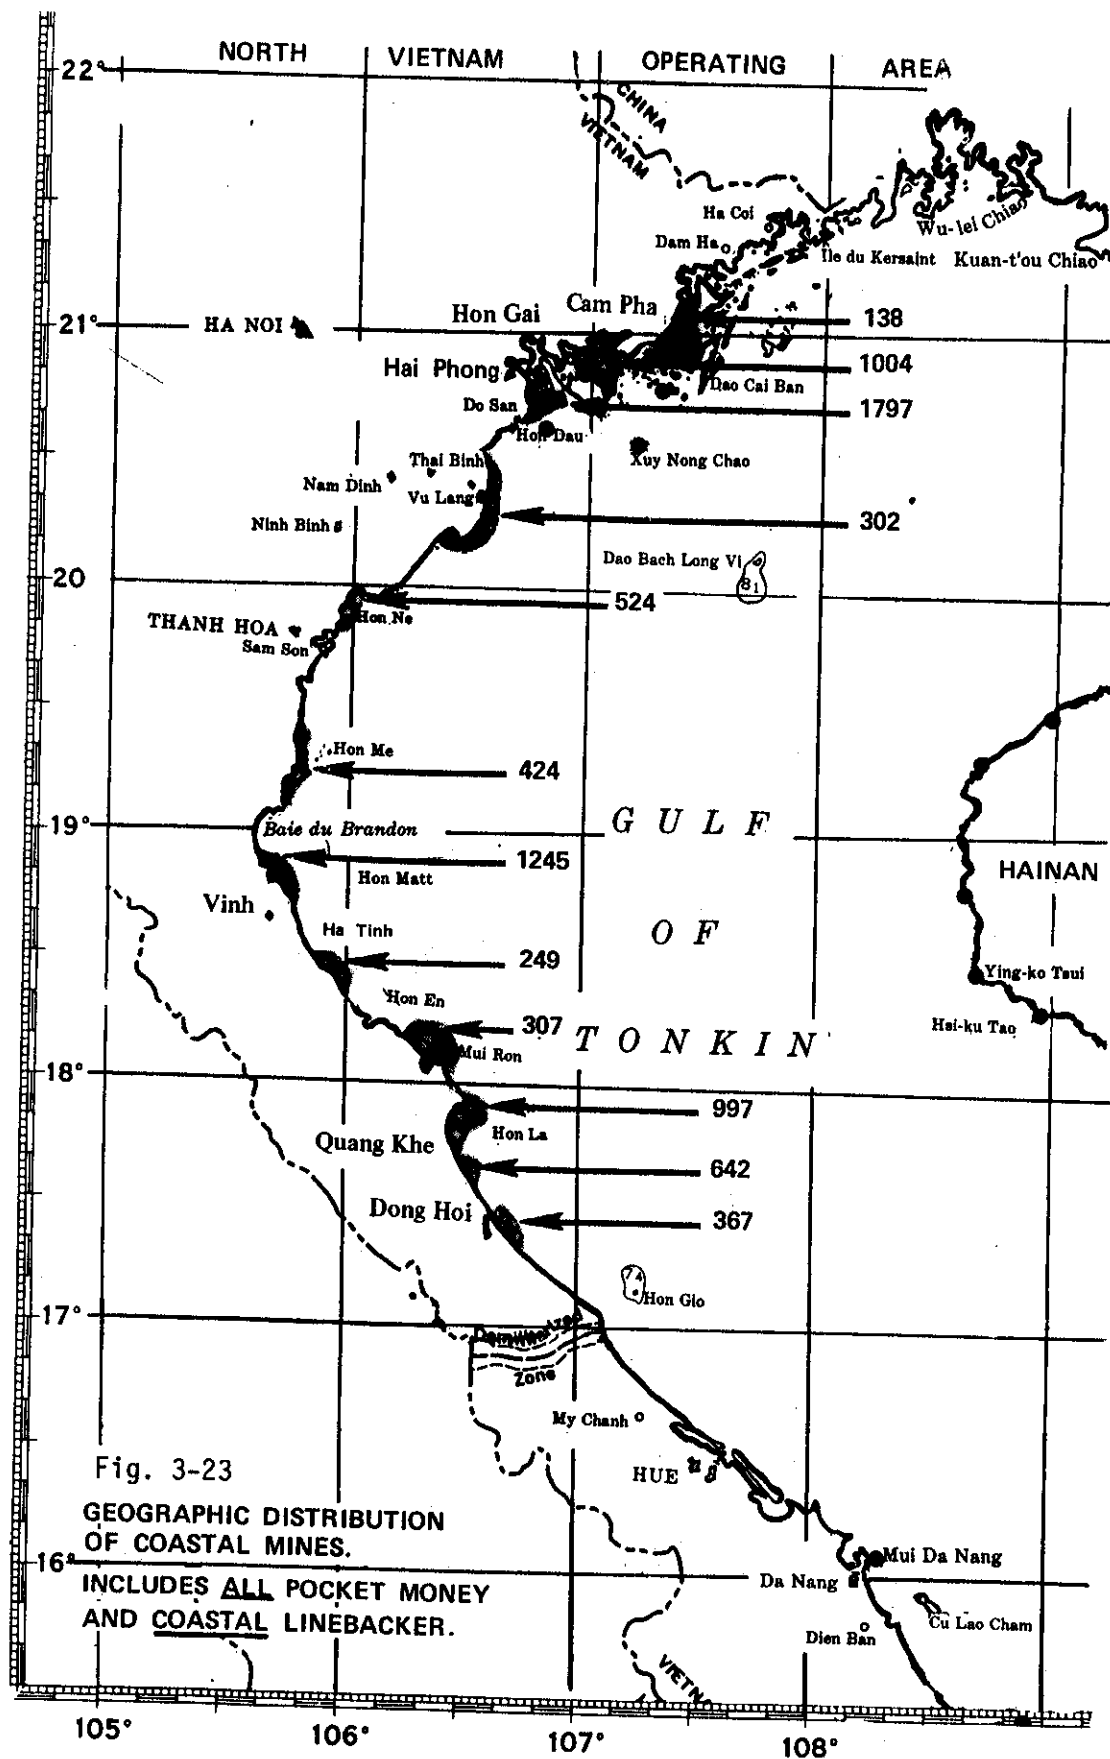 NORTH VIETNAM OPERATING AREA
22°
CHINA
VIETNAM
Ha Coi
Wu-lei Chiao
Dam Ha
Ile du Kersaint
Kuan-t'ou Chiao
Cam Pha
Hon Gai
21°
HA NOI
138
Hai Phong
1004
Dao Cai Ban
Do San
1797
Hon Dau
Thai Binh
Xuy Nong Chao
Nam Dinh
Vu Lang
Ninh Binh
302
Dao Bach Long Vi
81
20
524
Hon Ne
THANH HOA
Sam Son
Hon Me
424
GULF
19°
Baie du Brandon
1245
HAINAN
Hon Matt
Vinh
Ha Tinh
OF
249
Ying-ko Tsui
Hon En
307
Hsi-ku Tao
TONKIN
Mui Ron
18°
997
Hon La
Quang Khe
642
Dong Hoi
367
74
Hon Gio
17°
Demilitarized
Zone
My Chanh
HUE
Fig. 3-23
GEOGRAPHIC DISTRIBUTION
OF COASTAL MINES.
16°
Mui Da Nang
Da Nang
INCLUDES ALL POCKET MONEY
AND COASTAL LINEBACKER.
Cu Lao Cham
Dien Ban
105° 106° 107° 108°